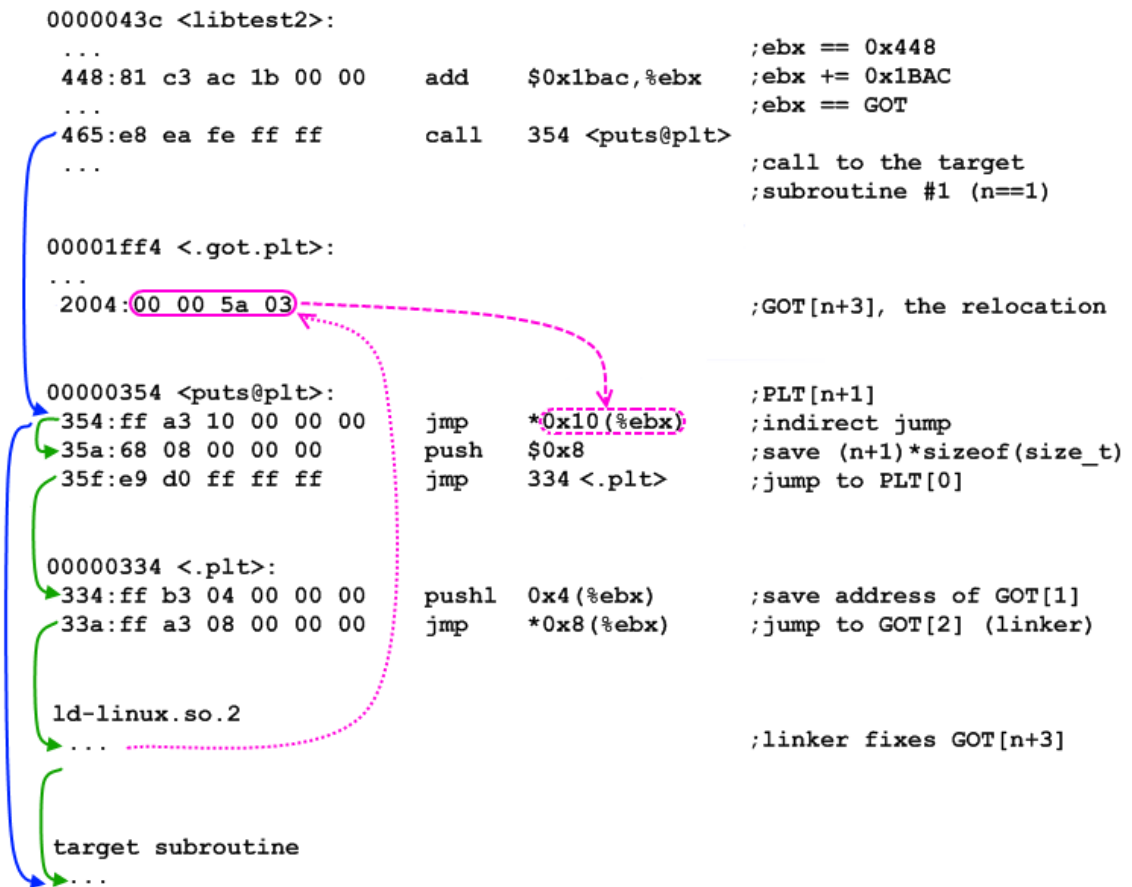 0000043c <libtest2>:
... ;ebx == 0x448
448:81 c3 ac 1b 00 00 add $0x1bac,%ebx ;ebx += 0x1BAC
... ;ebx == GOT
465:e8 ea fe ff ff call 354 <puts@plt>
... ;call to the target
;subroutine #1 (n==1)
00001ff4 <.got.plt>:
...
2004:00 00 5a 03 ;GOT[n+3], the relocation
00000354 <puts@plt>: ;PLT[n+1]
354:ff a3 10 00 00 00 jmp *0x10(%ebx) ;indirect jump
35a:68 08 00 00 00 push $0x8 ;save (n+1)*sizeof(size_t)
35f:e9 d0 ff ff ff jmp 334 <.plt> ;jump to PLT[0]
00000334 <.plt>:
334:ff b3 04 00 00 00 pushl 0x4(%ebx) ;save address of GOT[1]
33a:ff a3 08 00 00 00 jmp *0x8(%ebx) ;jump to GOT[2] (linker)
ld-linux.so.2
... ;linker fixes GOT[n+3]
target subroutine
...